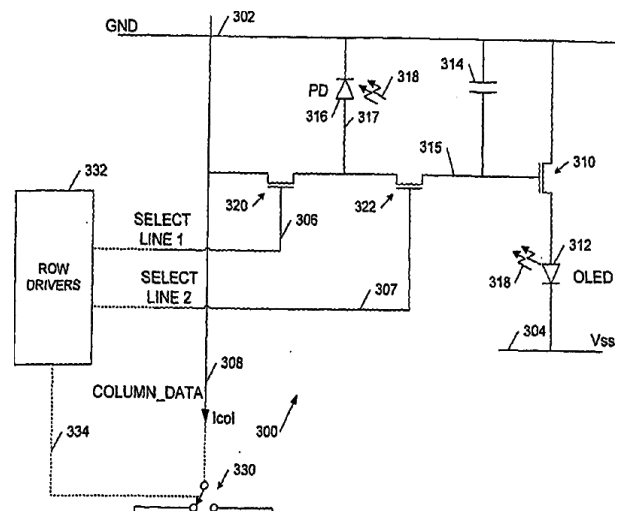 GND
302
PD
318
314
316
317
315
310
332
320
306
322
SELECT
LINE 1
312
ROW
DRIVERS
SELECT
LINE 2
318
OLED
307
304
Vss
308
COLUMN_DATA
Icol
300
334
330